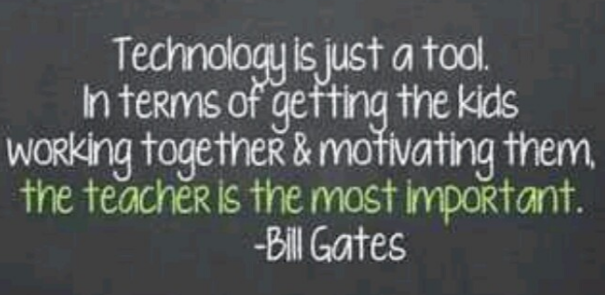 Technology is just a tool.
In terms of getting the kids
working together & motivating them,
the teacher is the most important.
-Bill Gates